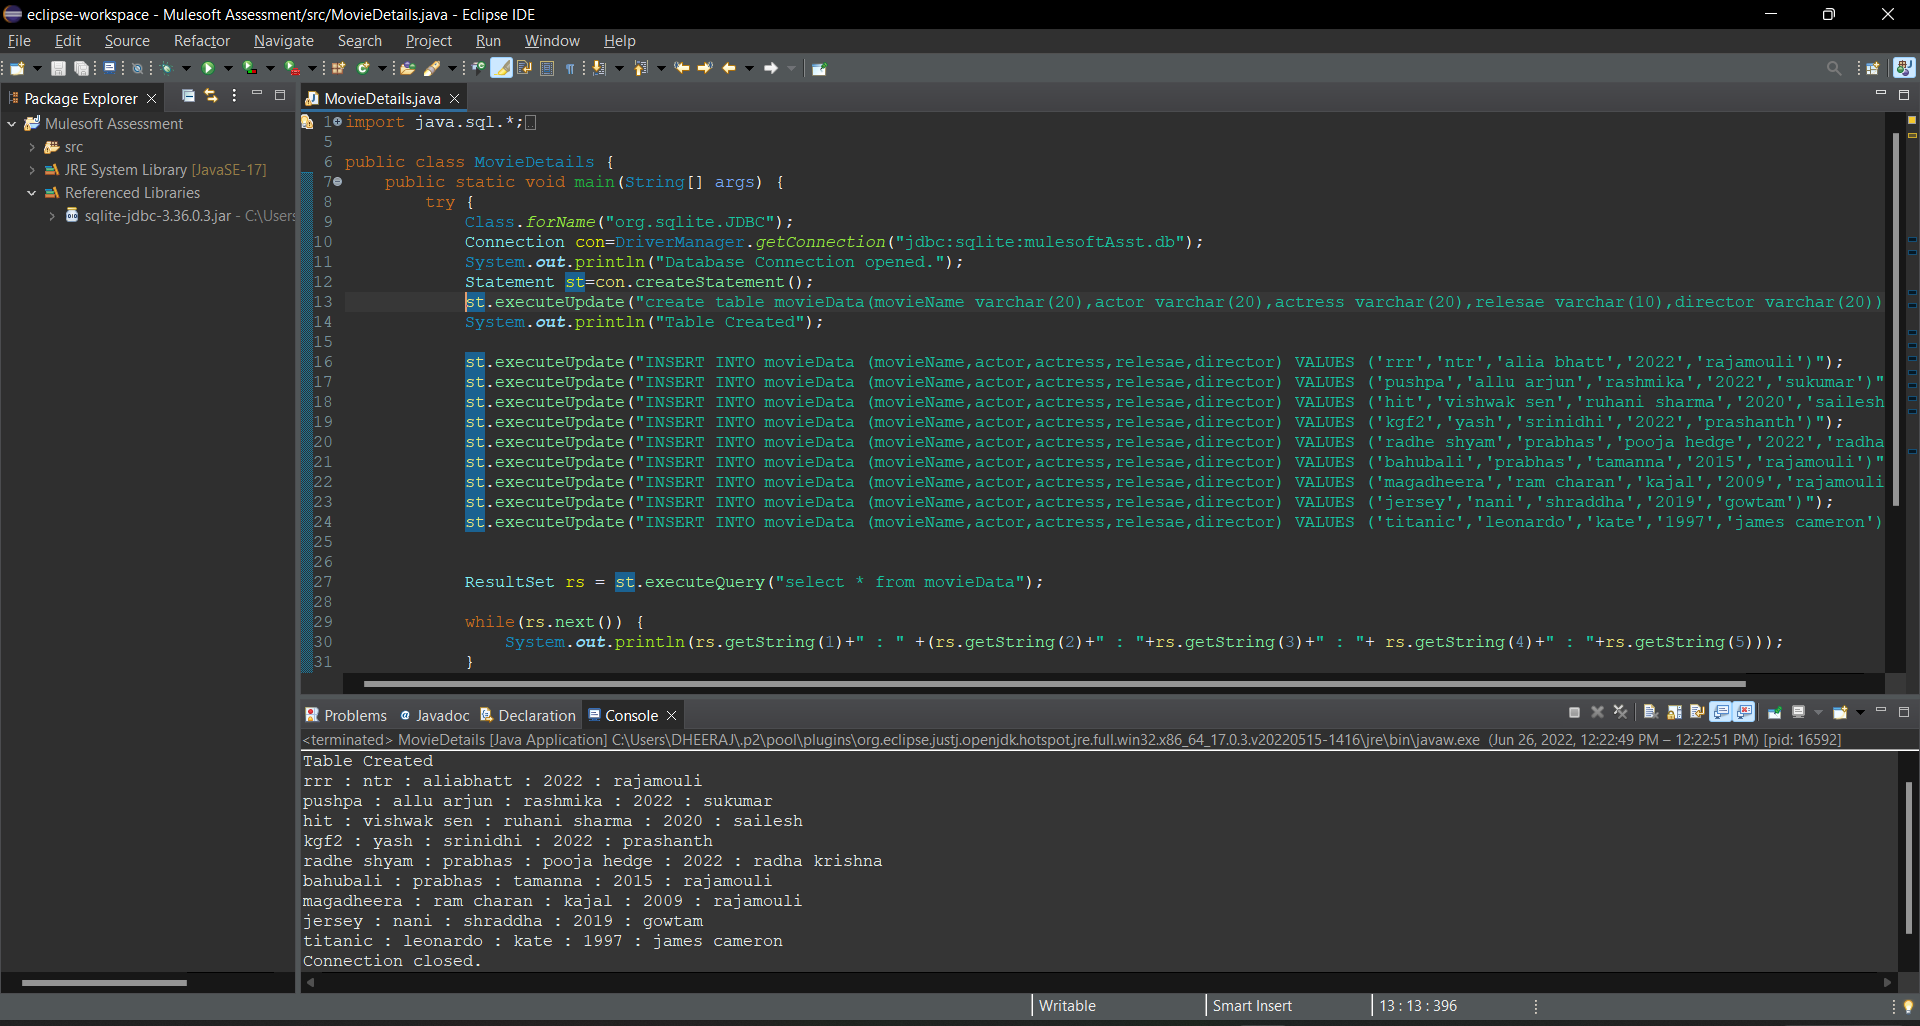 eclipse-workspace - Mulesoft Assessment/src/MovieDetails.java - Eclipse IDE
File Edit Source Refactor Navigate Search Project Run Window Help
Package Explorer
MovieDetails.java
Mulesoft Assessment
src
JRE System Library [JavaSE-17]
Referenced Libraries
sqlite-jdbc-3.36.0.3.jar - C:\Users
1 import java.sql.*;
5
6 public class MovieDetails {
7 public static void main(String[] args) {
8 try {
9 Class.forName("org.sqlite.JDBC");
10 Connection con=DriverManager.getConnection("jdbc:sqlite:mulesoftAsst.db");
11 System.out.println("Database Connection opened.");
12 Statement st=con.createStatement();
13 st.executeUpdate("create table movieData(movieName varchar(20),actor varchar(20),actress varchar(20),relesae varchar(10),director varchar(20))
14 System.out.println("Table Created");
15
16 st.executeUpdate("INSERT INTO movieData (movieName,actor,actress,relesae,director) VALUES ('rrr','ntr','alia bhatt','2022','rajamouli')");
17 st.executeUpdate("INSERT INTO movieData (movieName,actor,actress,relesae,director) VALUES ('pushpa','allu arjun','rashmika','2022','sukumar')"
18 st.executeUpdate("INSERT INTO movieData (movieName,actor,actress,relesae,director) VALUES ('hit','vishwak sen','ruhani sharma','2020','sailesh
19 st.executeUpdate("INSERT INTO movieData (movieName,actor,actress,relesae,director) VALUES ('kgf2','yash','srinidhi','2022','prashanth')");
20 st.executeUpdate("INSERT INTO movieData (movieName,actor,actress,relesae,director) VALUES ('radhe shyam','prabhas','pooja hedge','2022','radha
21 st.executeUpdate("INSERT INTO movieData (movieName,actor,actress,relesae,director) VALUES ('bahubali','prabhas','tamanna','2015','rajamouli')"
22 st.executeUpdate("INSERT INTO movieData (movieName,actor,actress,relesae,director) VALUES ('magadheera','ram charan','kajal','2009','rajamouli
23 st.executeUpdate("INSERT INTO movieData (movieName,actor,actress,relesae,director) VALUES ('jersey','nani','shraddha','2019','gowtam')");
24 st.executeUpdate("INSERT INTO movieData (movieName,actor,actress,relesae,director) VALUES ('titanic','leonardo','kate','1997','james cameron')
25
26
27 ResultSet rs = st.executeQuery("select * from movieData");
28
29 while(rs.next()) {
30 System.out.println(rs.getString(1)+" : " +(rs.getString(2)+" : "+rs.getString(3)+" : "+ rs.getString(4)+" : "+rs.getString(5)));
31 }
Problems Javadoc Declaration Console
<terminated> MovieDetails [Java Application] C:\Users\DHEERAJ\.p2\pool\plugins\org.eclipse.justj.openjdk.hotspot.jre.full.win32.x86_64_17.0.3.v20220515-1416\jre\bin\javaw.exe (Jun 26, 2022, 12:22:49 PM – 12:22:51 PM) [pid: 16592]
Table Created
rrr : ntr : aliabhatt : 2022 : rajamouli
pushpa : allu arjun : rashmika : 2022 : sukumar
hit : vishwak sen : ruhani sharma : 2020 : sailesh
kgf2 : yash : srinidhi : 2022 : prashanth
radhe shyam : prabhas : pooja hedge : 2022 : radha krishna
bahubali : prabhas : tamanna : 2015 : rajamouli
magadheera : ram charan : kajal : 2009 : rajamouli
jersey : nani : shraddha : 2019 : gowtam
titanic : leonardo : kate : 1997 : james cameron
Connection closed.
Writable Smart Insert 13 : 13 : 396